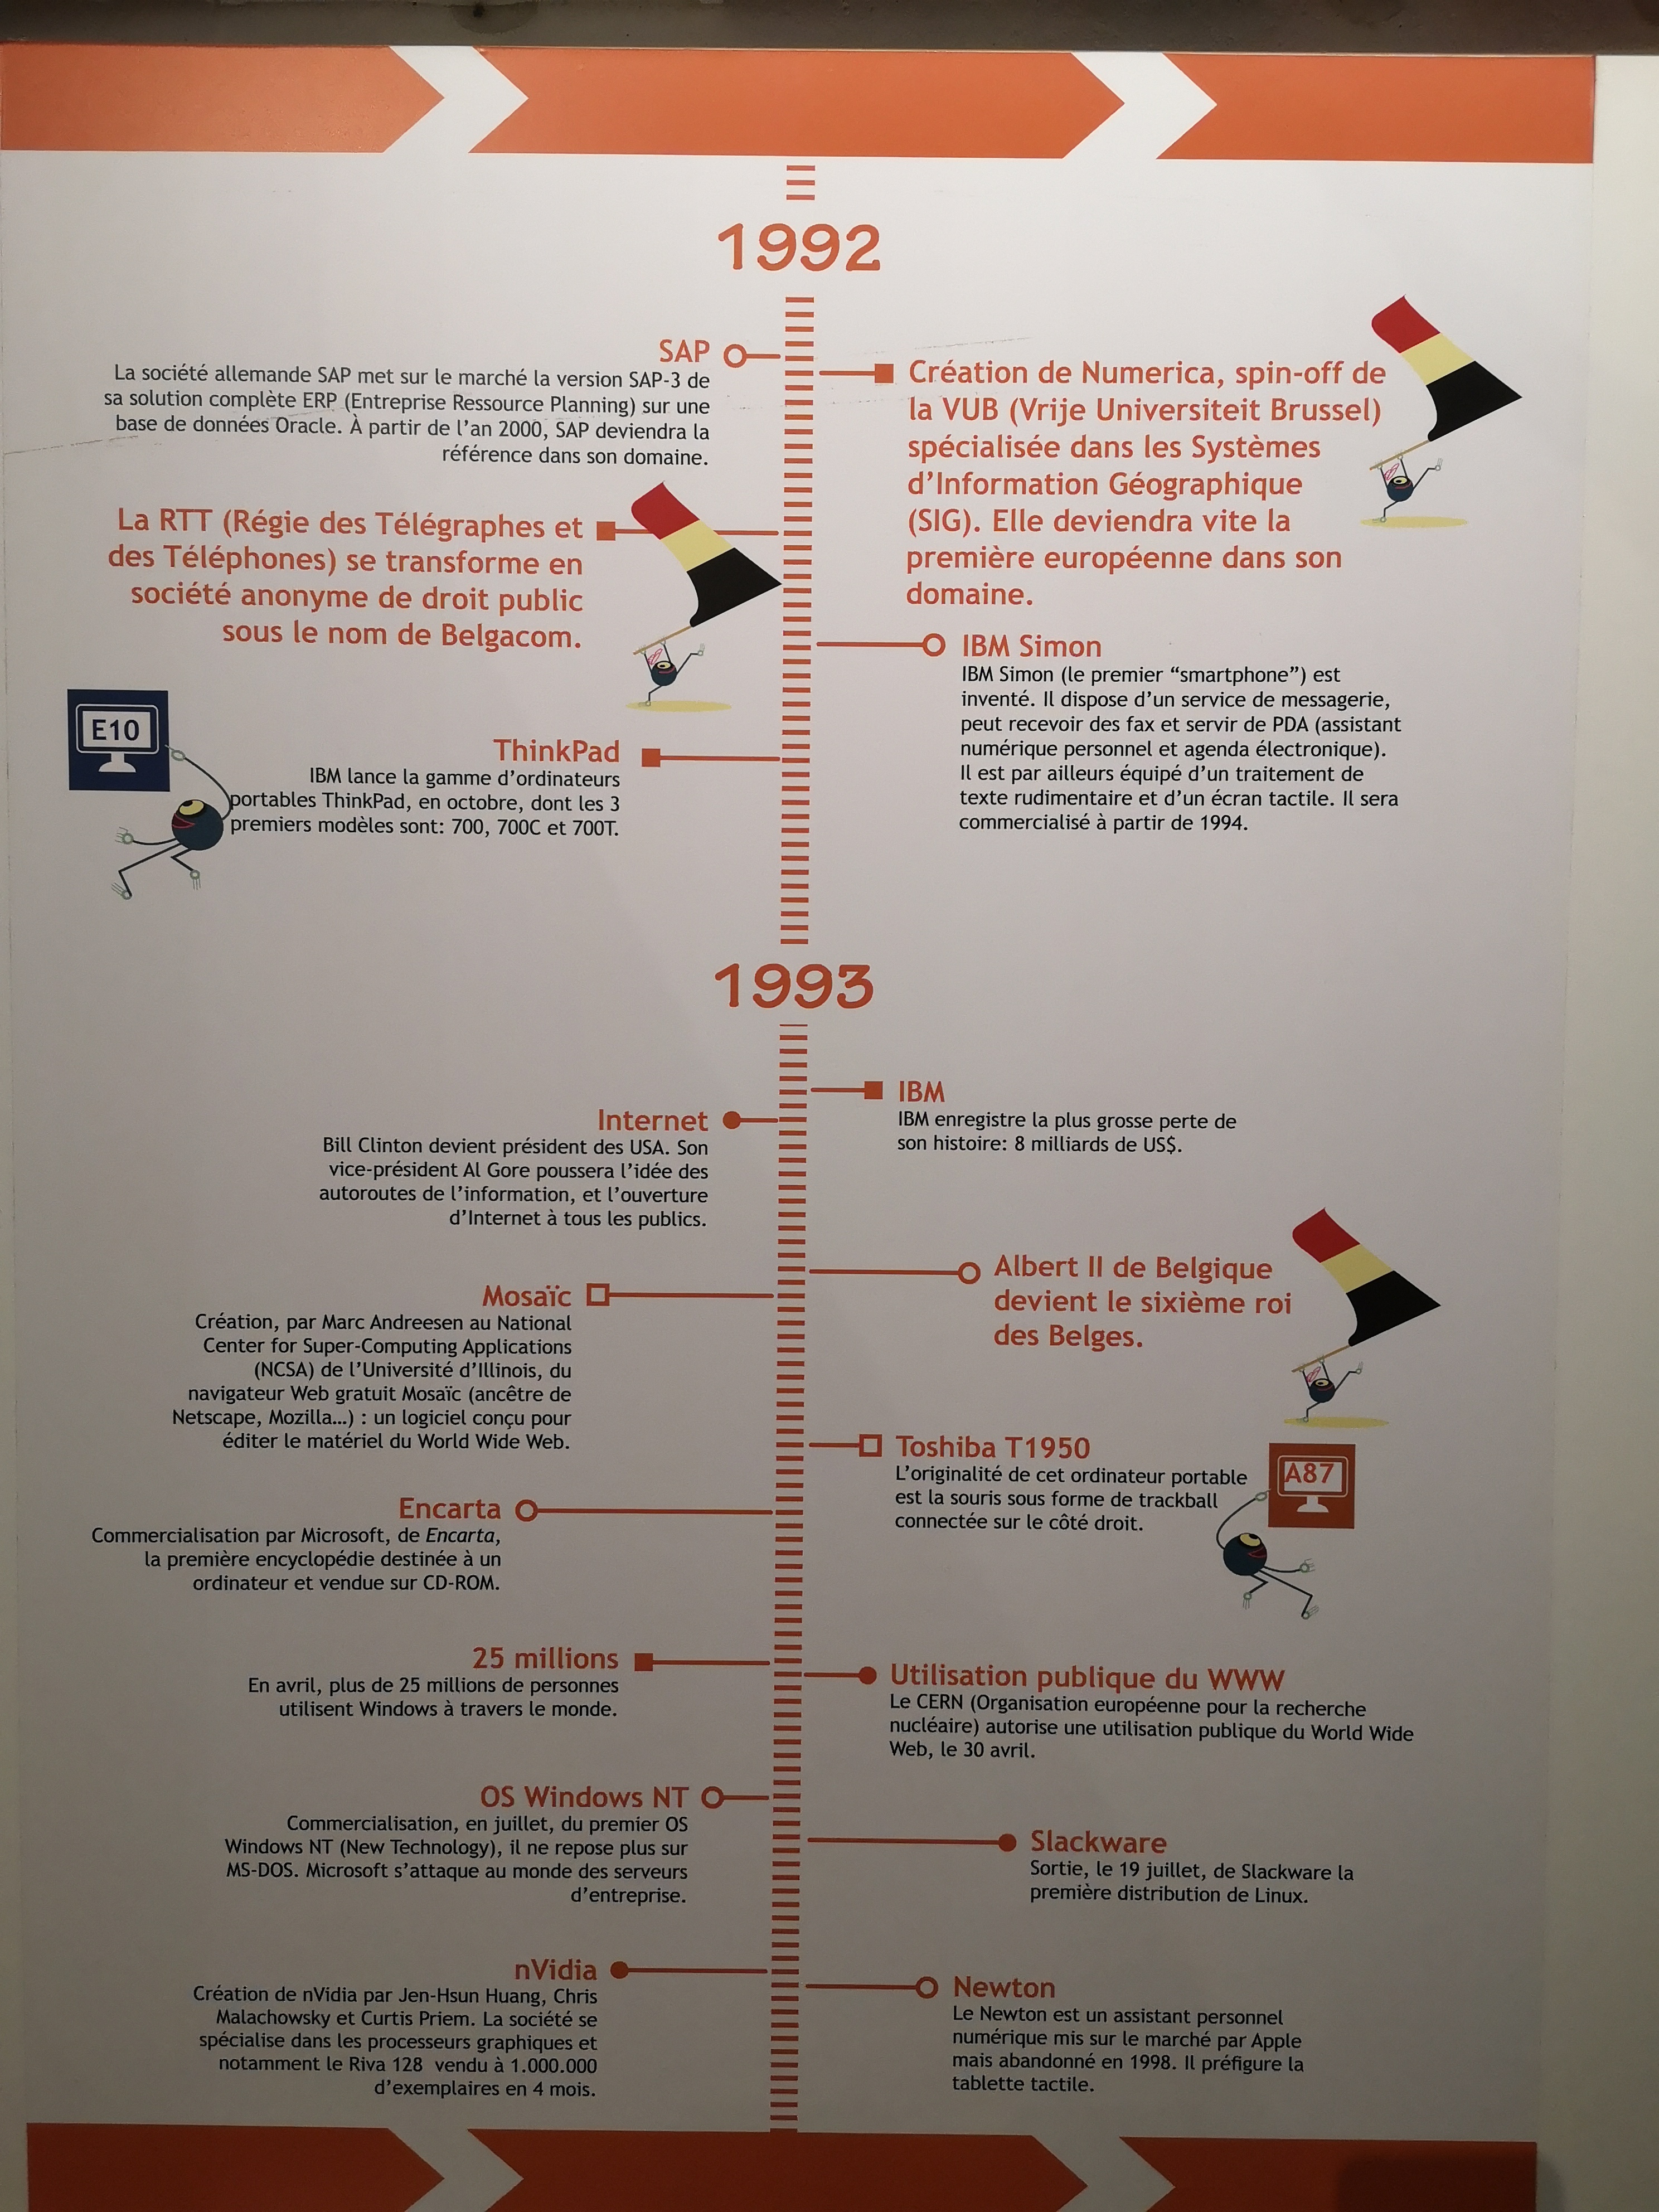 1992
SAP
La société allemande SAP met sur le marché la version SAP-3 de
sa solution complète ERP (Entreprise Ressource Planning) sur une
base de données Oracle. À partir de l'an 2000, SAP deviendra la
référence dans son domaine.
Création de Numerica, spin-off de
la VUB (Vrije Universiteit Brussel)
spécialisée dans les Systèmes
d'Information Géographique
(SIG). Elle deviendra vite la
première européenne dans son
domaine.
La RTT (Régie des Télégraphes et
des Téléphones) se transforme en
société anonyme de droit public
sous le nom de Belgacom.
IBM Simon
IBM Simon (le premier “smartphone”) est
inventé. Il dispose d'un service de messagerie,
peut recevoir des fax et servir de PDA (assistant
numérique personnel et agenda électronique).
Il est par ailleurs équipé d'un traitement de
texte rudimentaire et d'un écran tactile. Il sera
commercialisé à partir de 1994.
E10
ThinkPad
IBM lance la gamme d'ordinateurs
portables ThinkPad, en octobre, dont les 3
premiers modèles sont: 700, 700C et 700T.
1993
IBM
IBM enregistre la plus grosse perte de
son histoire: 8 milliards de US$.
Internet
Bill Clinton devient président des USA. Son
vice-président Al Gore poussera l'idée des
autoroutes de l'information, et l'ouverture
d'Internet à tous les publics.
Albert II de Belgique
devient le sixième roi
des Belges.
Mosaïc
Création, par Marc Andreesen au National
Center for Super-Computing Applications
(NCSA) de l'Université d'Illinois, du
navigateur Web gratuit Mosaïc (ancêtre de
Netscape, Mozilla…) : un logiciel conçu pour
éditer le matériel du World Wide Web.
Toshiba T1950
L'originalité de cet ordinateur portable
est la souris sous forme de trackball
connectée sur le côté droit.
A87
Encarta
Commercialisation par Microsoft, de Encarta,
la première encyclopédie destinée à un
ordinateur et vendue sur CD-ROM.
25 millions
En avril, plus de 25 millions de personnes
utilisent Windows à travers le monde.
Utilisation publique du WWW
Le CERN (Organisation européenne pour la recherche
nucléaire) autorise une utilisation publique du World Wide
Web, le 30 avril.
OS Windows NT
Commercialisation, en juillet, du premier OS
Windows NT (New Technology), il ne repose plus sur
MS-DOS. Microsoft s'attaque au monde des serveurs
d'entreprise.
Slackware
Sortie, le 19 juillet, de Slackware la
première distribution de Linux.
nVidia
Création de nVidia par Jen-Hsun Huang, Chris
Malachowsky et Curtis Priem. La société se
spécialise dans les processeurs graphiques et
notamment le Riva 128 vendu à 1.000.000
d'exemplaires en 4 mois.
Newton
Le Newton est un assistant personnel
numérique mis sur le marché par Apple
mais abandonné en 1998. Il préfigure la
tablette tactile.